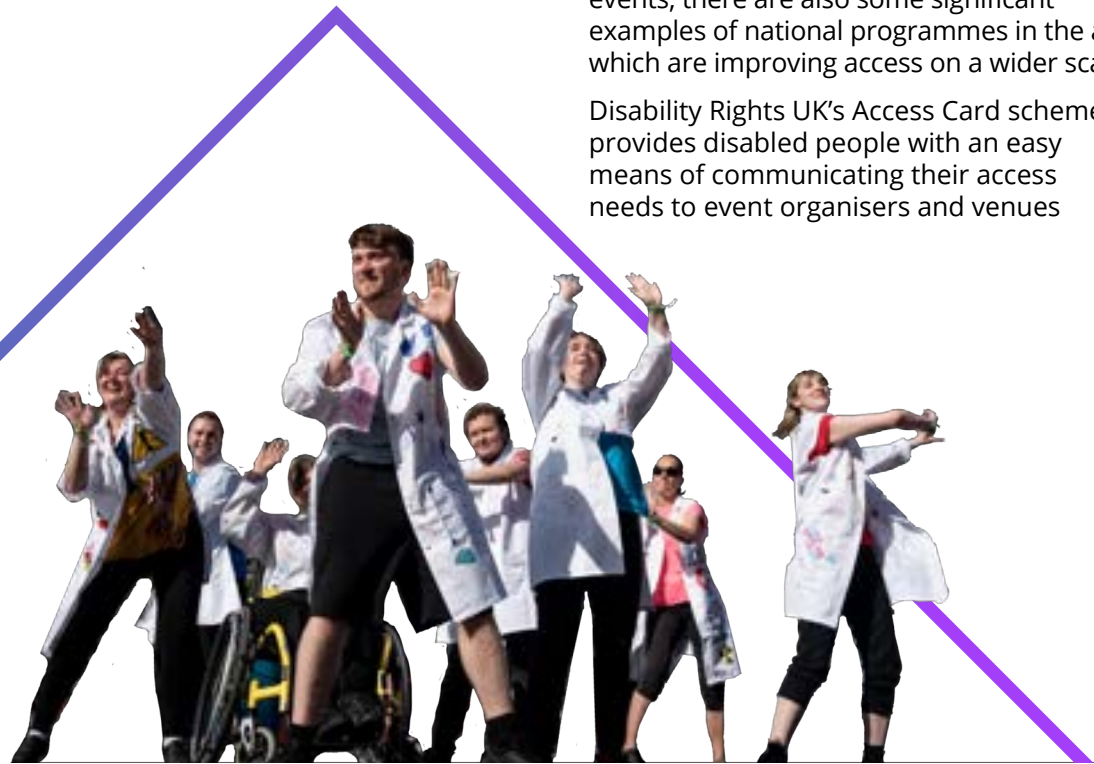 events, there are also some significant
examples of national programmes in the
which are improving access on a wider
Disability Rights UK's Access Card scheme
provides disabled people with an easy
means of communicating their access
needs to event organisers and venues